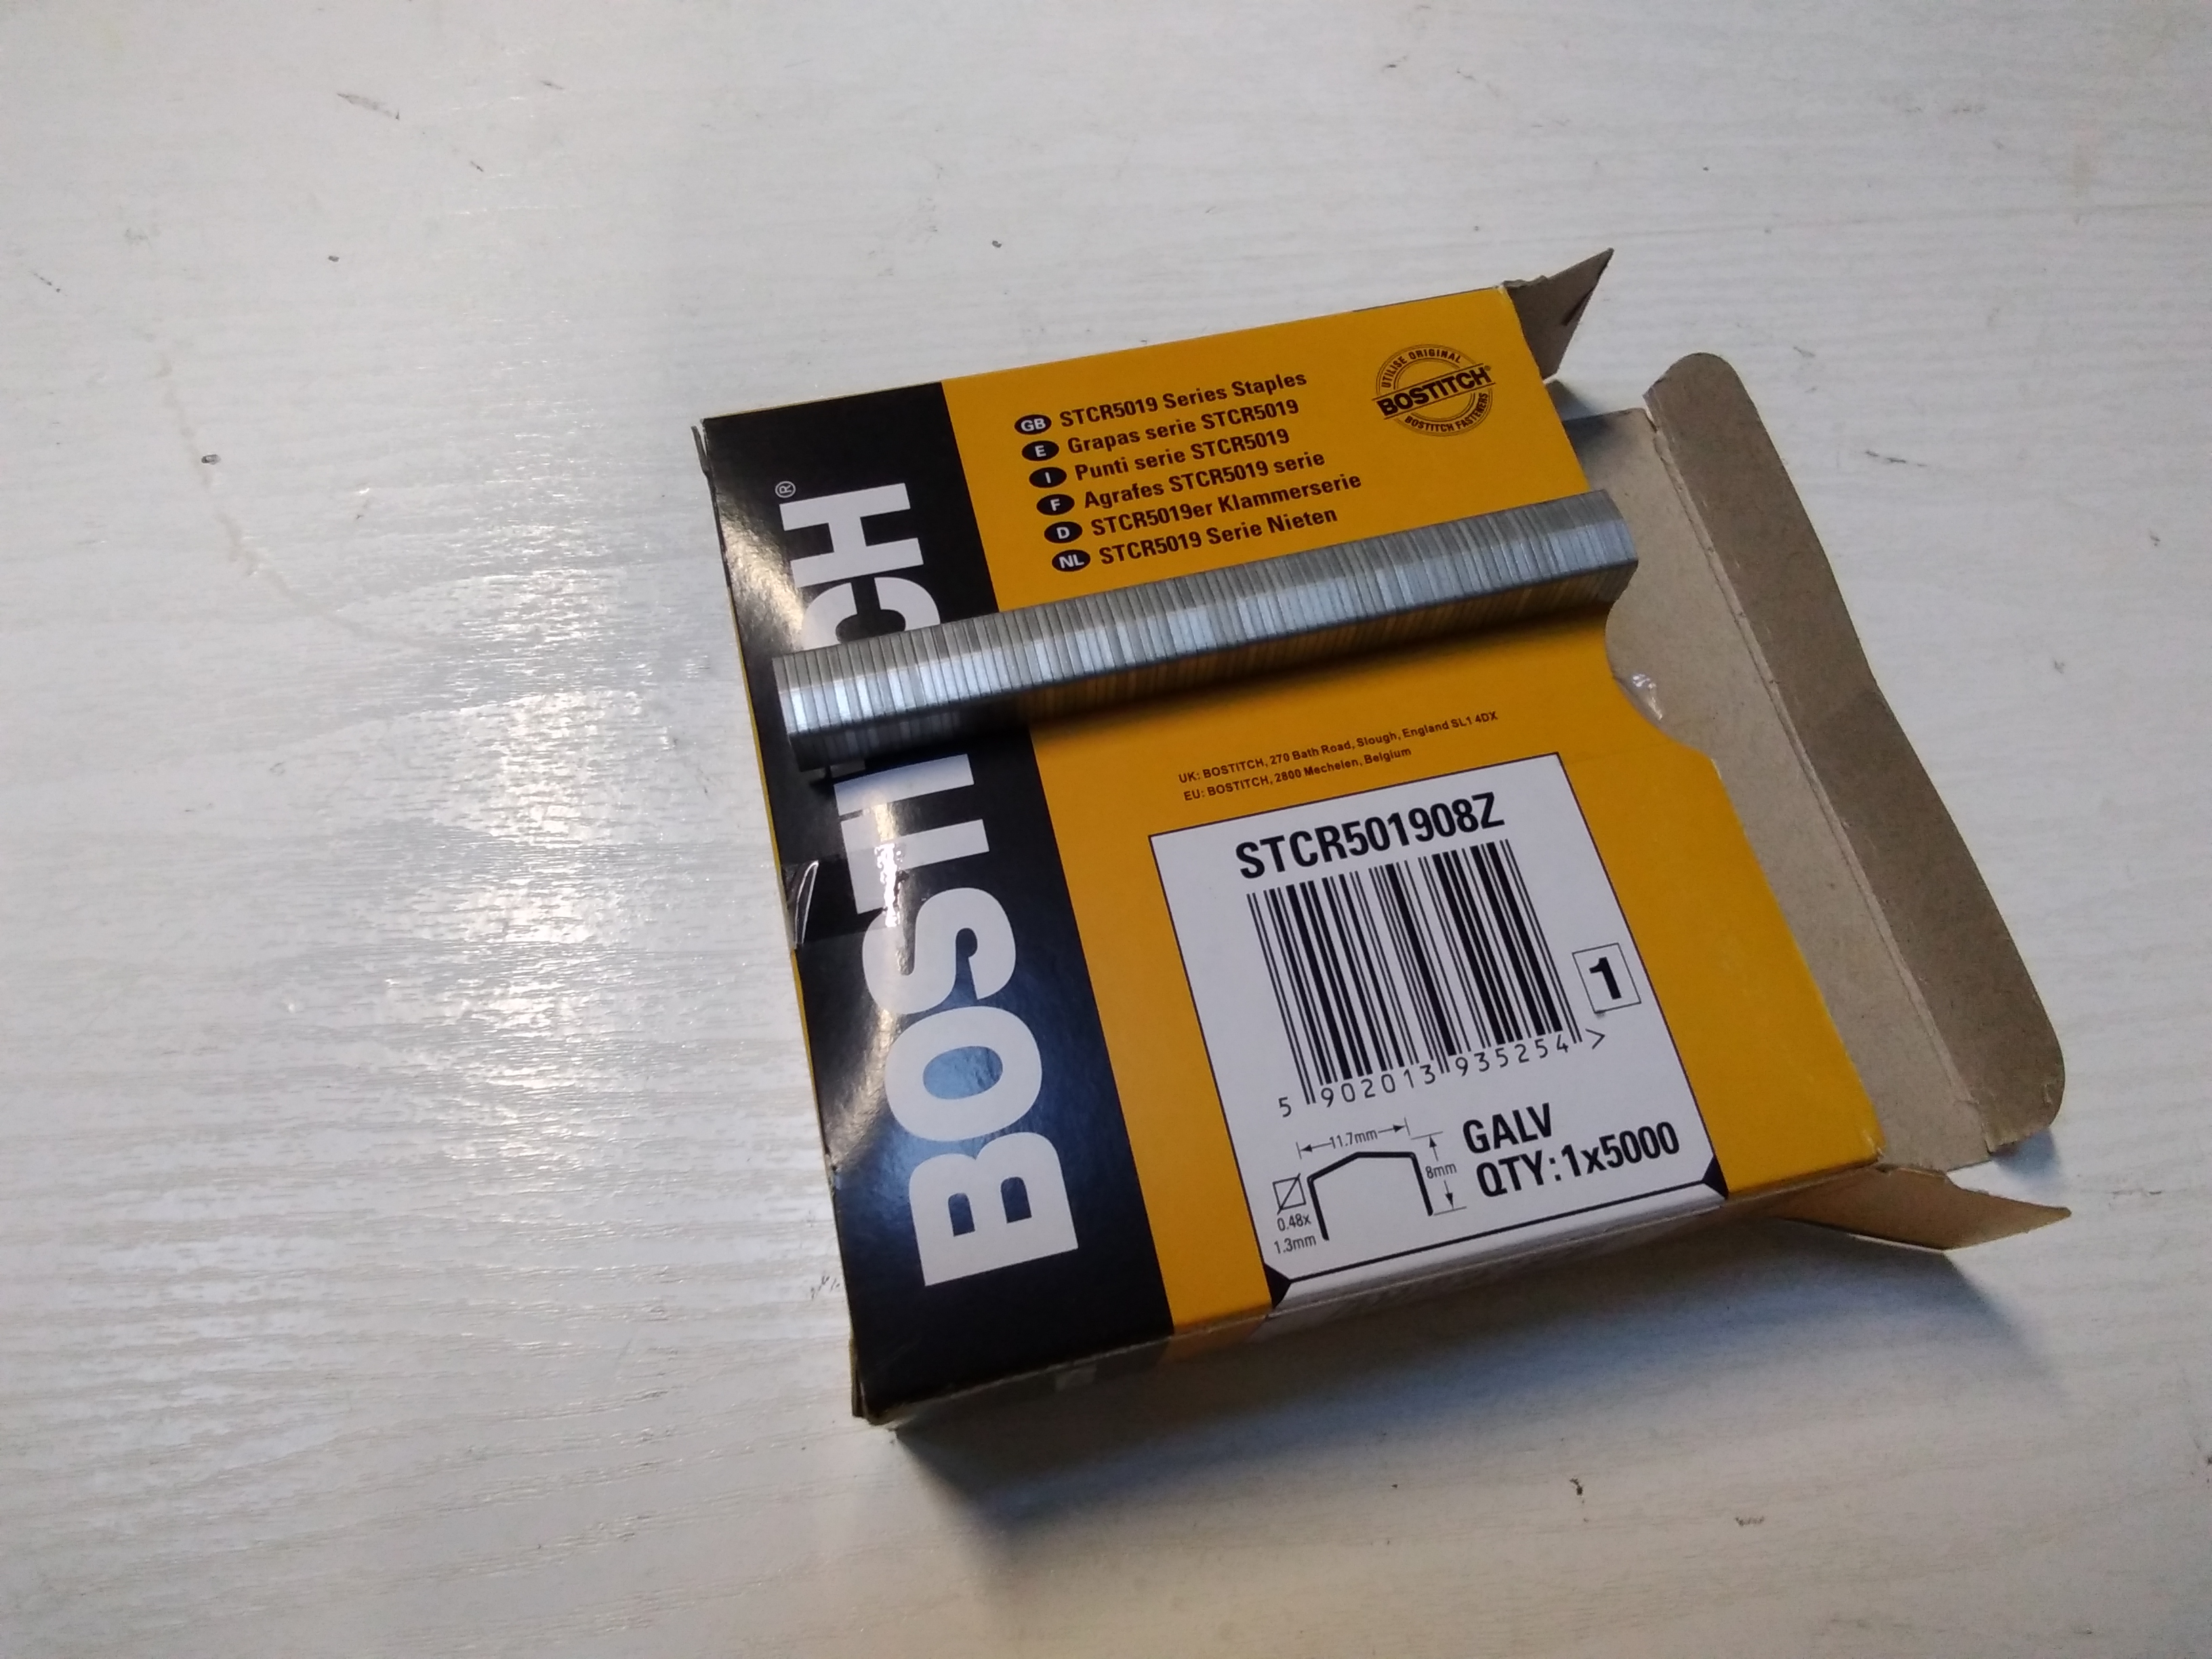 GB STCR5019 Series Staples
E Grapas serie STCR5019
I Punti serie STCR5019
F Agrafes STCR5019 serie
D STCR5019er Klammerserie
NL STCR5019 Serie Nieten
UTILISE ORIGINAL
BOSTITCH®
BOSTITCH FASTENERS
UK: BOSTITCH, 270 Bath Road, Slough, England SL1 4DX
EU: BOSTITCH, 2800 Mechelen, Belgium
STCR501908Z
1
5 902013 935254 >
11.7mm
8mm
0.48x
1.3mm
GALV
QTY:1x5000